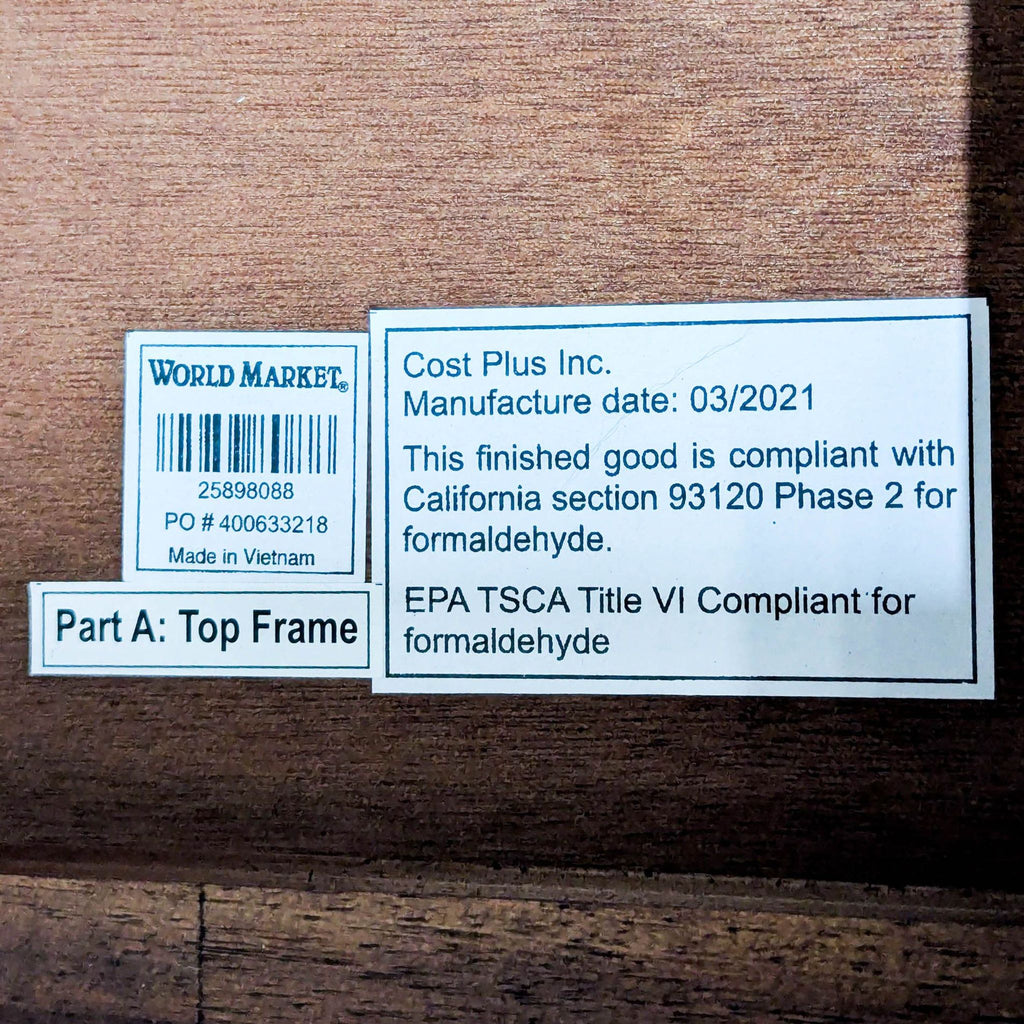 WORLD MARKET®
25898088
PO # 400633218
Made in Vietnam
Part A: Top Frame
Cost Plus Inc.
Manufacture date: 03/2021
This finished good is compliant with
California section 93120 Phase 2 for
formaldehyde.
EPA TSCA Title VI Compliant for
formaldehyde